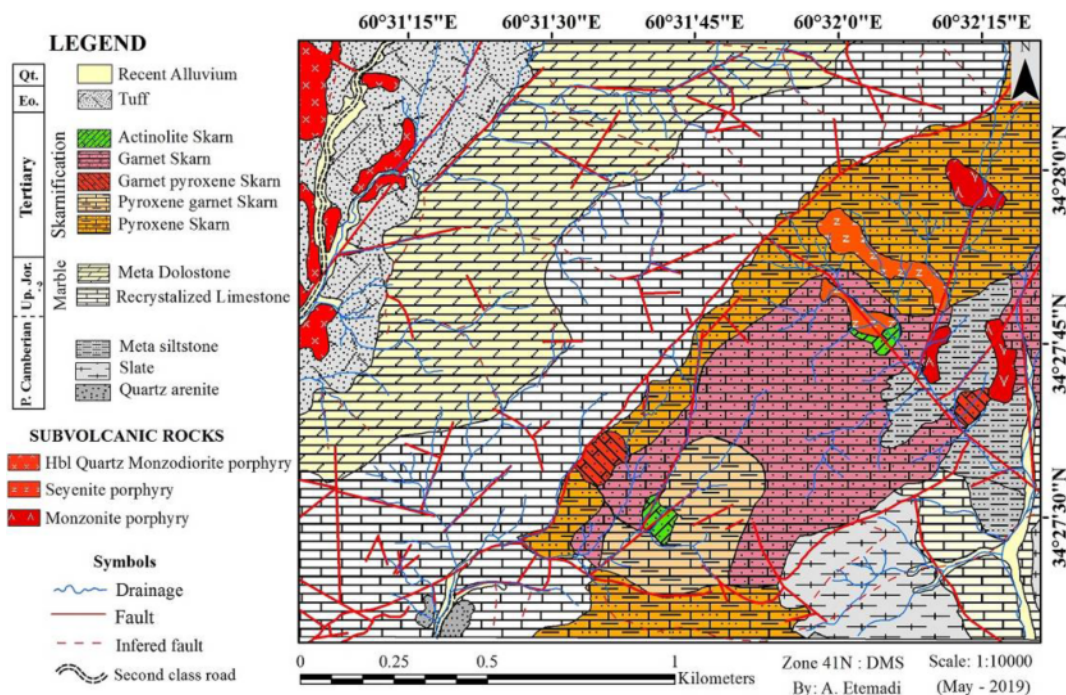 60°31'15"E 60°31'30"E 60°31'45"E 60°32'0"E 60°32'15"E
LEGEND
Qt.
Eo.
Tertiary
Up. Jor.
?
P. Camberian
Skarnification
Marble
Recent Alluvium
Tuff
Actinolite Skarn
Garnet Skarn
Garnet pyroxene Skarn
Pyroxene garnet Skarn
Pyroxene Skarn
Meta Dolostone
Recrystalized Limestone
Meta siltstone
Slate
Quartz arenite
SUBVOLCANIC ROCKS
Hbl Quartz Monzodiorite porphyry
Seyenite porphyry
Monzonite porphyry
Symbols
Drainage
Fault
Infered fault
Second class road
N
34°28'0"N
34°27'45"N
34°27'30"N
0 0.25 0.5 1
Kilometers
Zone 41N : DMS Scale: 1:10000
By: A. Etemadi (May - 2019)